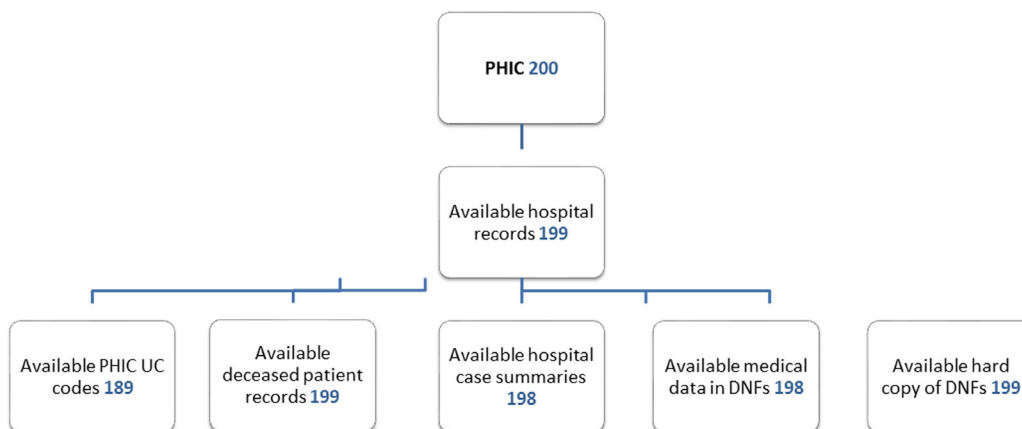 PHIC 200
Available hospital
records 199
Available PHIC UC
codes 189
Available
deceased patient
records 199
Available hospital
case summaries
198
Available medical
data in DNFs 198
Available hard
copy of DNFs 199